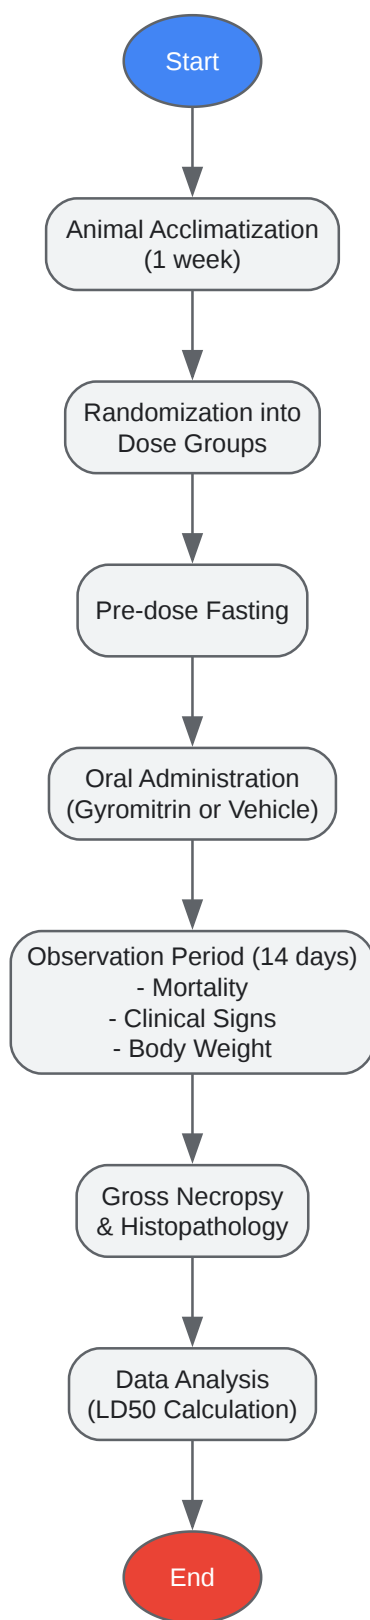 Start
Animal Acclimatization
(1 week)
Randomization into
Dose Groups
Pre-dose Fasting
Oral Administration
(Gyromitrin or Vehicle)
Observation Period (14 days)
- Mortality
- Clinical Signs
- Body Weight
Gross Necropsy
& Histopathology
Data Analysis
(LD50 Calculation)
End